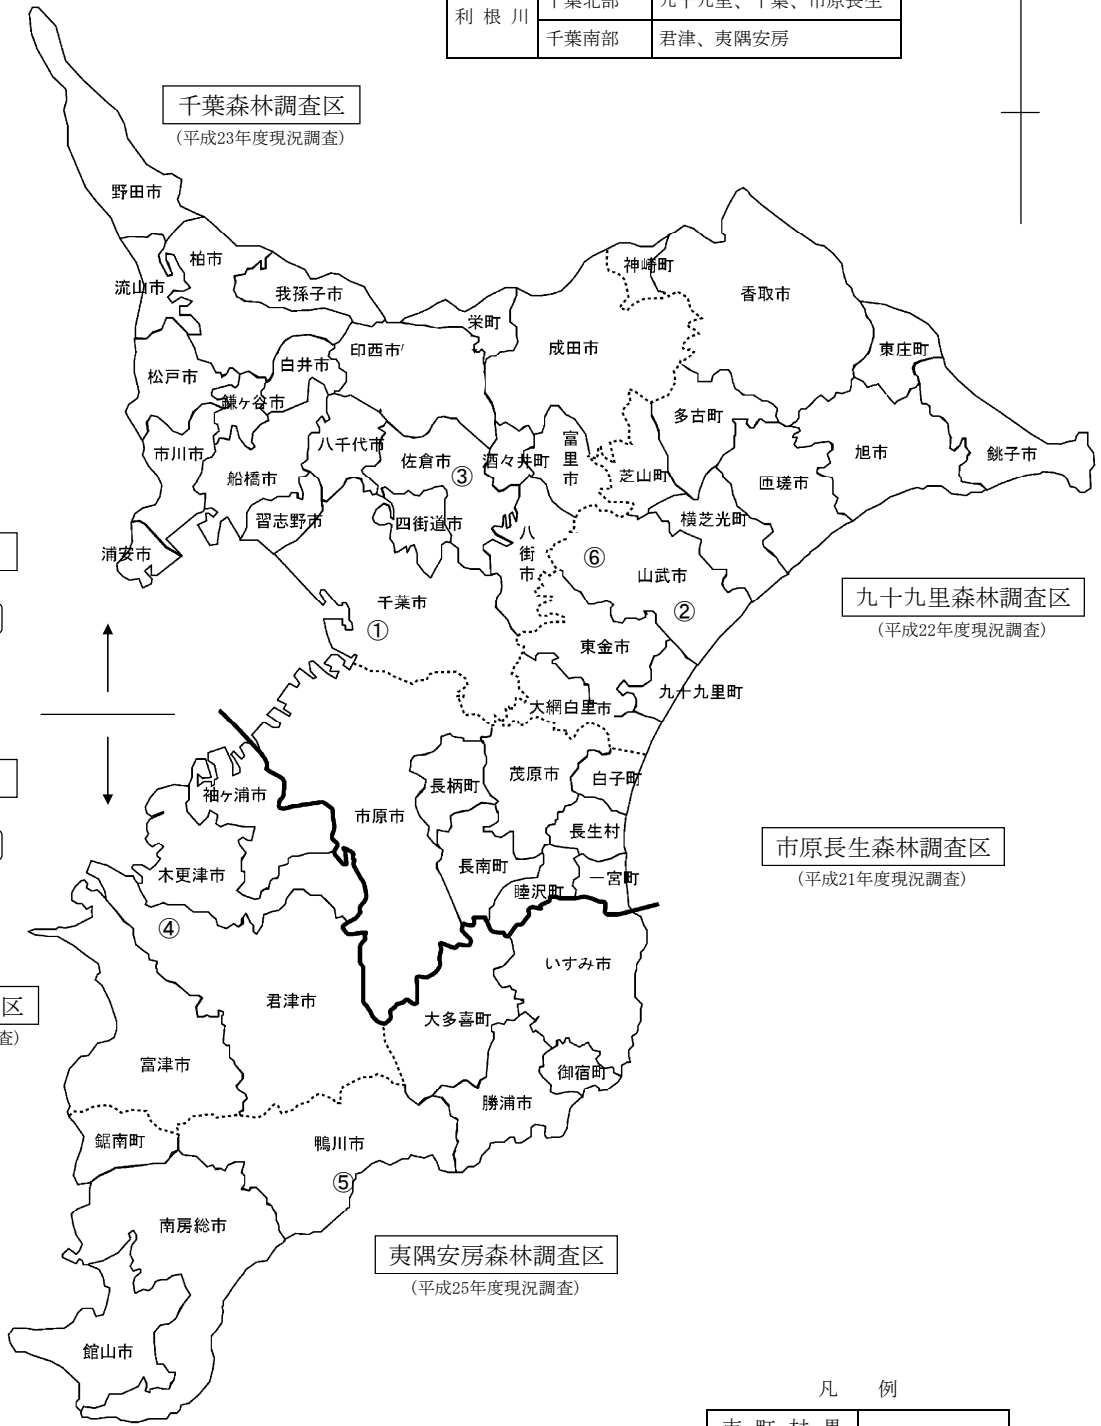 千葉北部 九十九里、千葉、市原長生
利根川
千葉南部 君津、夷隅安房
千葉森林調査区
(平成23年度現況調査)
野田市
柏市
神崎町
流山市
我孫子市
香取市
栄町
成田市
東庄町
印西市
白井市
松戸市
鎌ヶ谷市
多古町
八千代市
富里市
旭市
銚子市
市川市
佐倉市
③
酒々井町
船橋市
芝山町
匝瑳市
習志野市
四街道市
横芝光町
八街市
浦安市
⑥
山武市
九十九里森林調査区
(平成22年度現況調査)
千葉市
②
①
東金市
九十九里町
大網白里市
茂原市
白子町
長柄町
袖ヶ浦市
市原市
長生村
市原長生森林調査区
(平成21年度現況調査)
長南町
木更津市
一宮町
睦沢町
④
いすみ市
君津市
区
査)
大多喜町
富津市
御宿町
勝浦市
鋸南町
鴨川市
⑤
南房総市
夷隅安房森林調査区
(平成25年度現況調査)
館山市
凡 例
市町村界